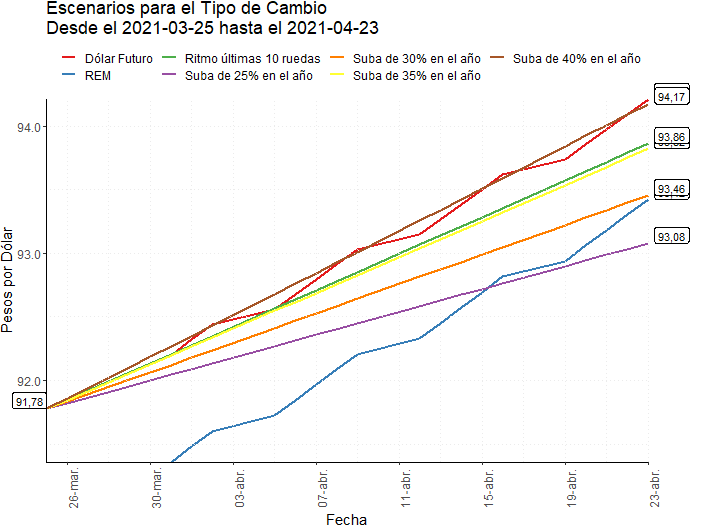 Escenarios para el Tipo de Cambio
Desde el 2021-03-25 hasta el 2021-04-23
Dólar Futuro
Ritmo últimas 10 ruedas
Suba de 30% en el año
Suba de 40% en el año
REM
Suba de 25% en el año
Suba de 35% en el año
94,17
94.0
93,86
93,46
93,08
93.0
92.0
91,78
Pesos por Dólar
26-mar.
30-mar.
03-abr.
07-abr.
11-abr.
15-abr.
19-abr.
23-abr.
Fecha